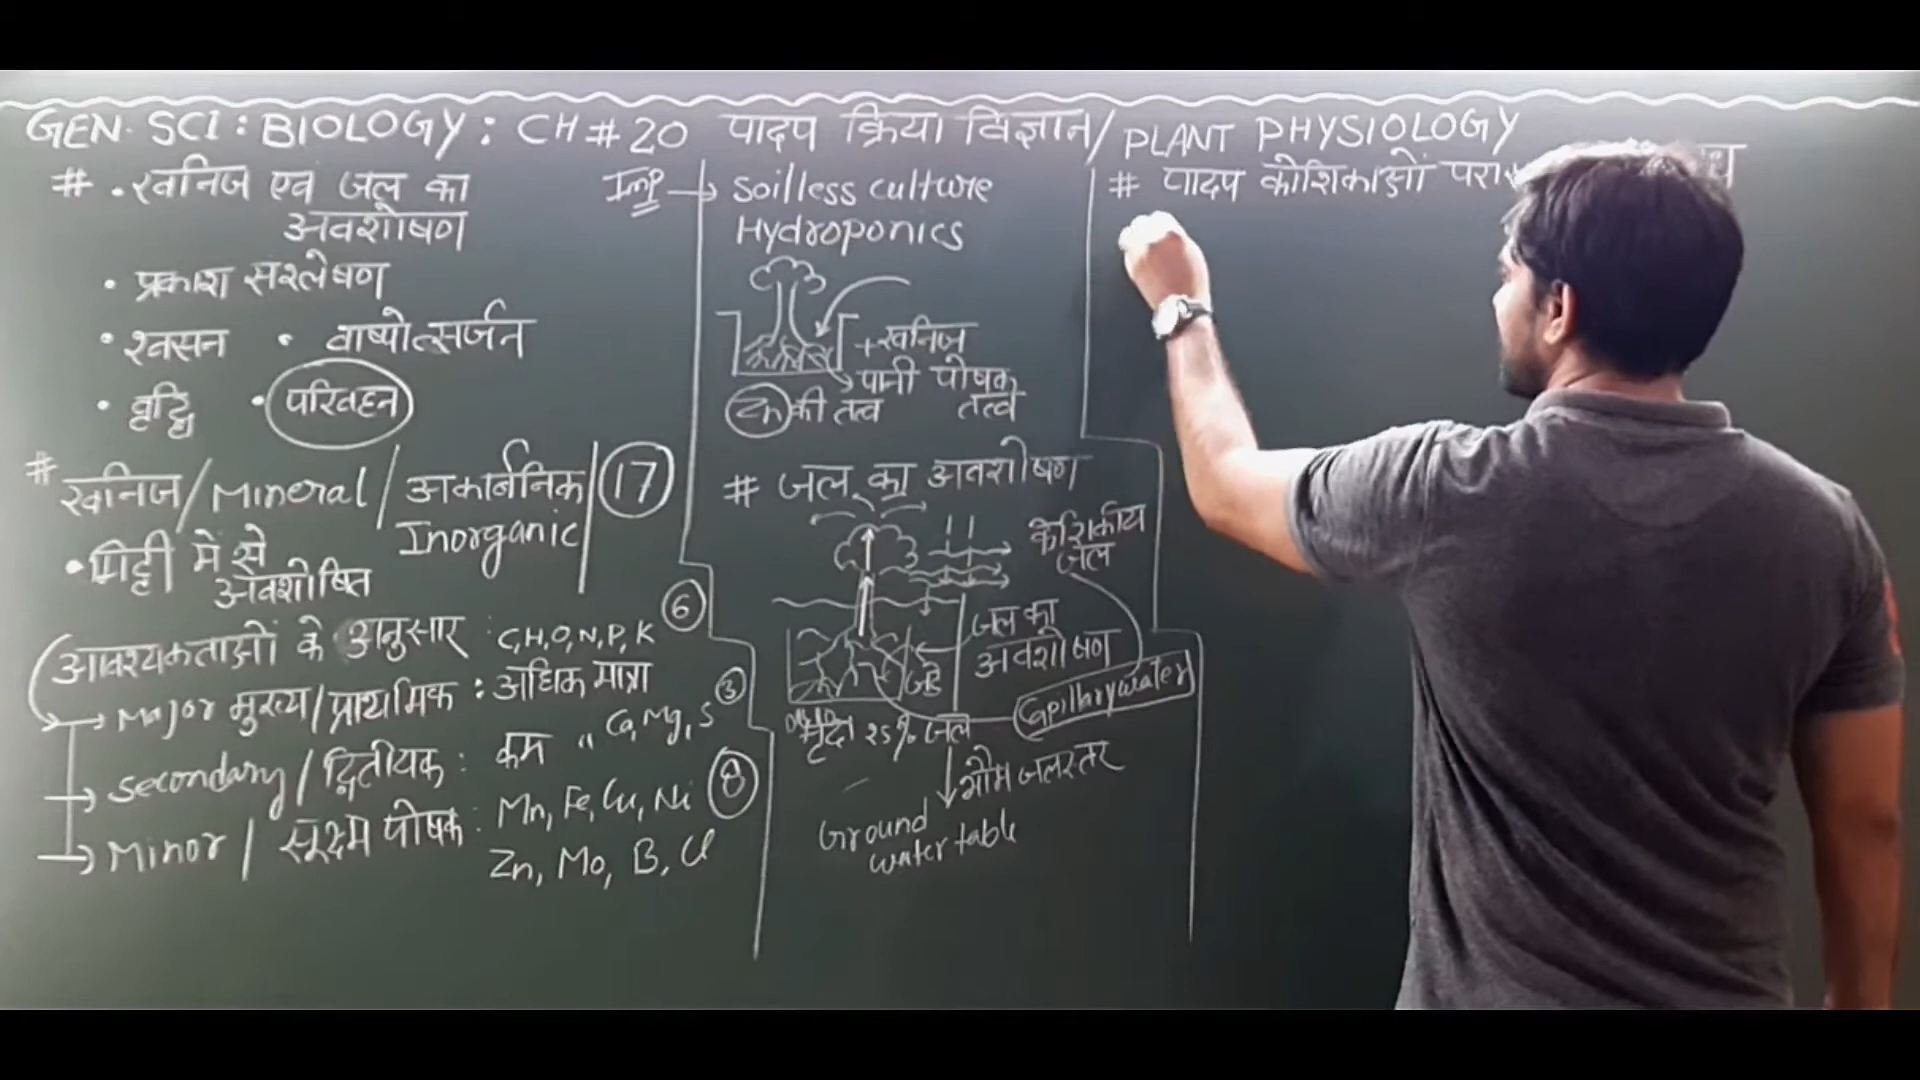 GEN. SCI : BIOLOGY : CH # 20 पादप क्रिया विज्ञान / PLANT PHYSIOLOGY
# . खनिज एवं जल का
अवशोषण
• प्रकाश संश्लेषण
• श्वसन • वाष्पोत्सर्जन
• वृद्धि • परिवहन
# खनिज / Mineral / अकार्बनिक 17
Inorganic
• मिट्टी में से
अवशोषित
आवश्यकताओं के अनुसार : C, H, O, N, P, K 6
→ Major मुख्य / प्राथमिक : अधिक मात्रा
→ Secondary / द्वितीयक : कम " Ca, Mg, S 3
→ Minor / सूक्ष्म पोषक : Mn, Fe, Cu, Ni 8
Zn, Mo, B, Cl
Imp → Soilless culture
Hydroponics
+ खनिज
पानी पोषक
Zn की तत्व तत्व
# जल का अवशोषण
केशिकीय
जल
जल का
अवशोषण
जड़
Capillary water
मृदा 25% जल
भौम जलस्तर
Ground
water table
# पादप कोशिकाओं